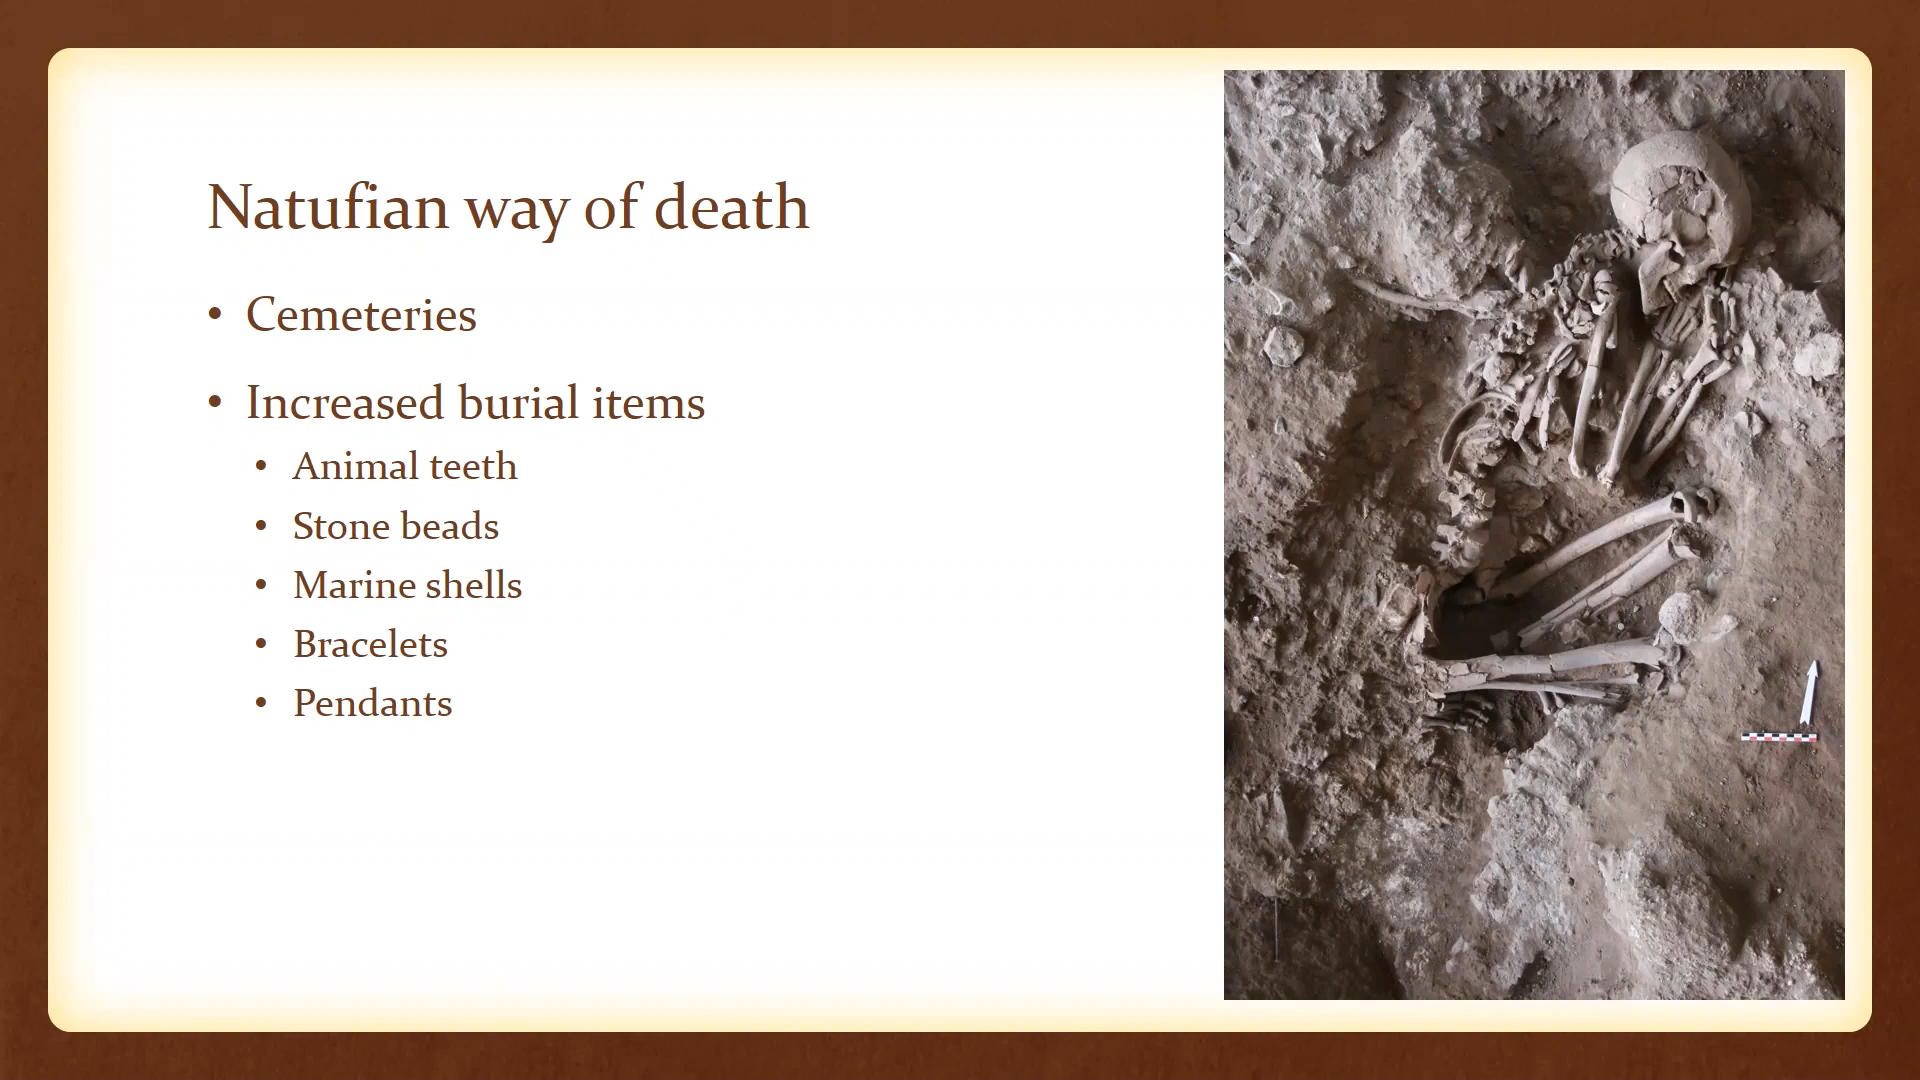 Natufian way of death
• Cemeteries
• Increased burial items
• Animal teeth
• Stone beads
• Marine shells
• Bracelets
• Pendants